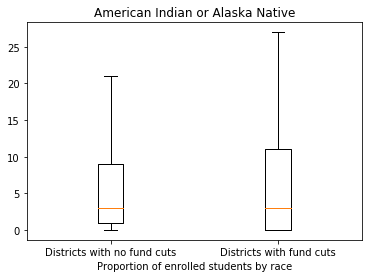 American Indian or Alaska Native
25
20
15
10
5
0
Districts with no fund cuts Districts with fund cuts
Proportion of enrolled students by race